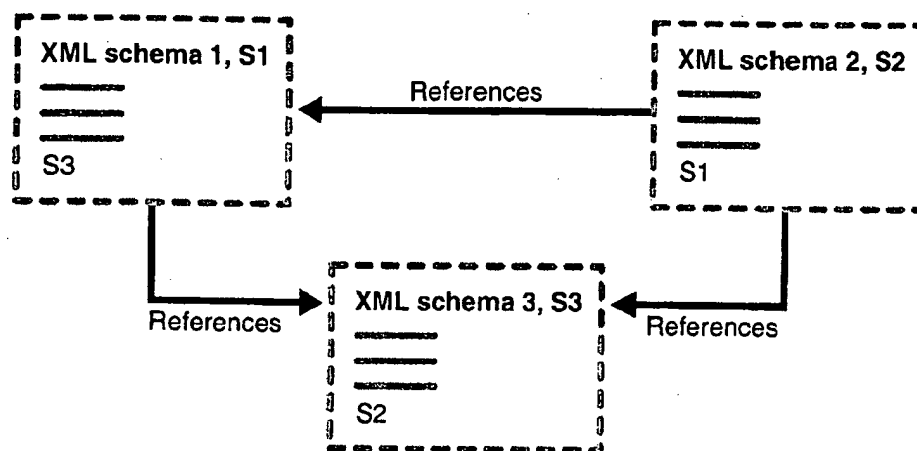 XML schema 1, S1
S3
References
XML schema 2, S2
S1
References
XML schema 3, S3
S2
References